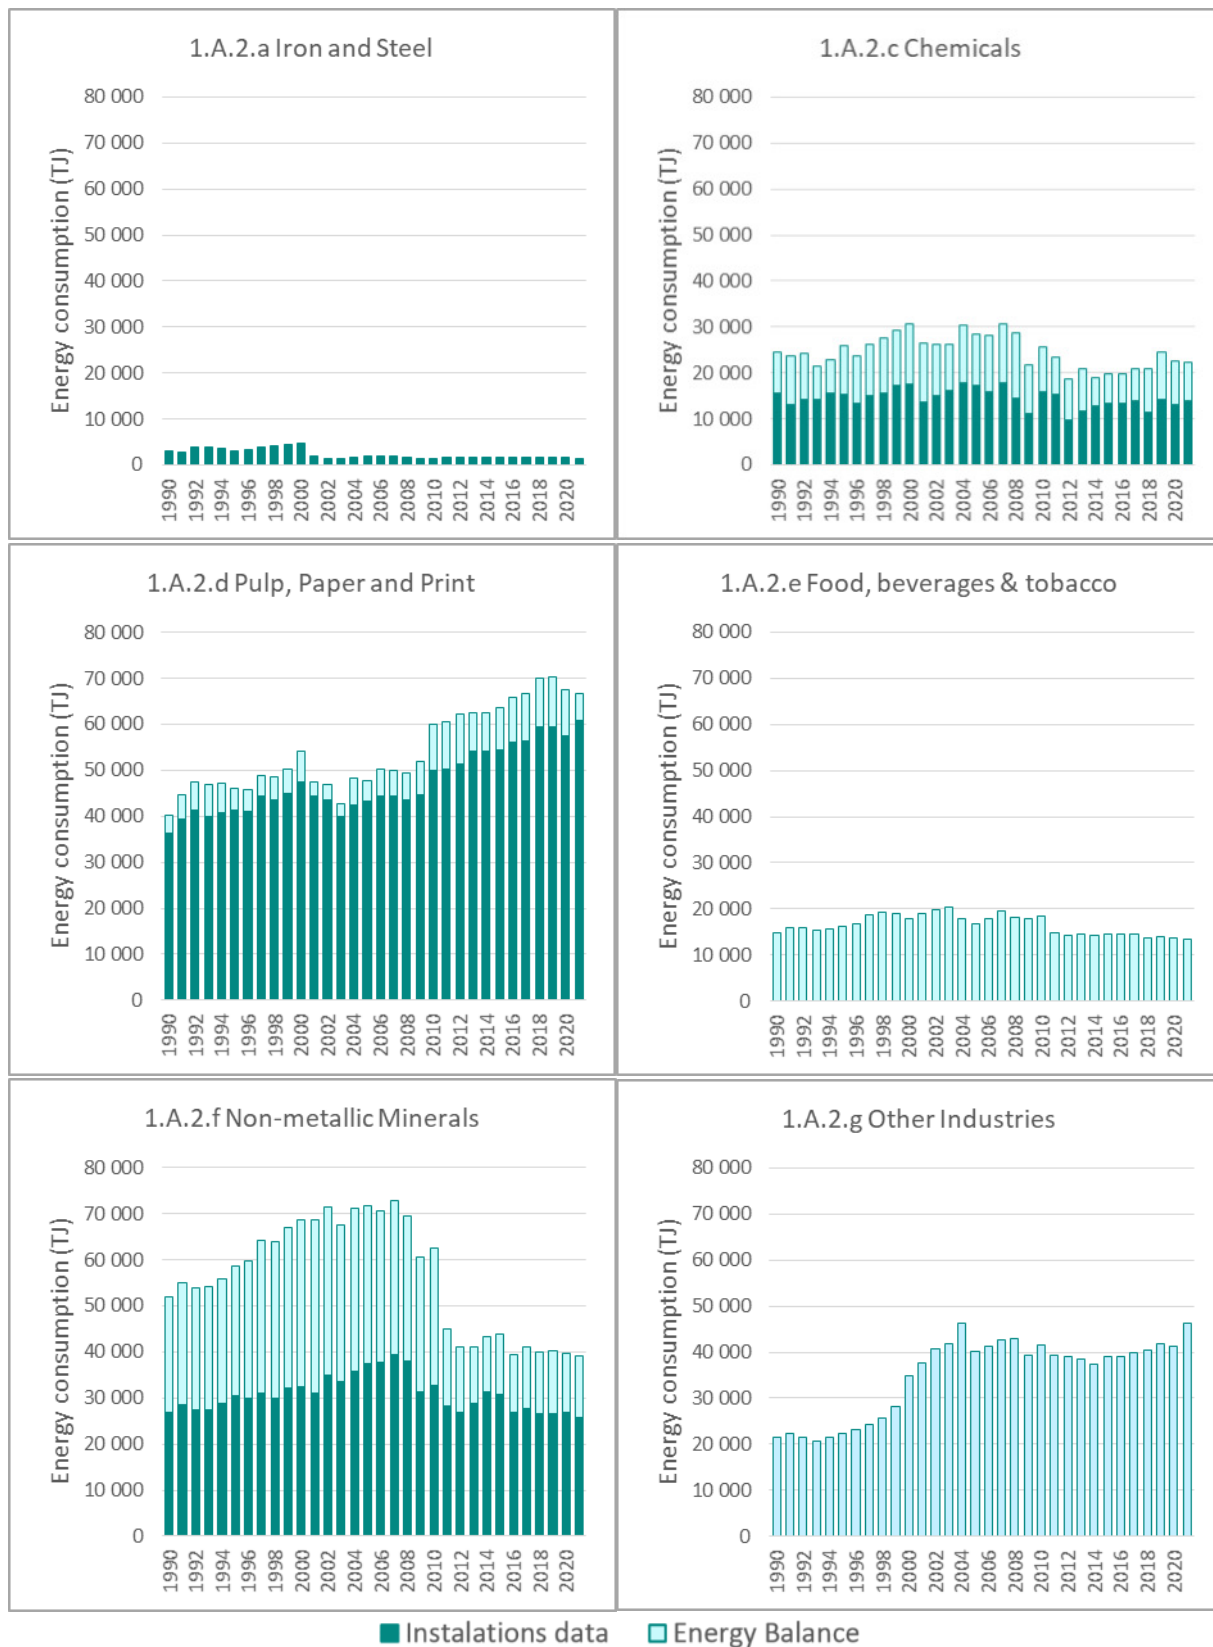 1.A.2.a Iron and Steel
Energy consumption (TJ)
80 000
70 000
60 000
50 000
40 000
30 000
20 000
10 000
0
1990 1992 1994 1996 1998 2000 2002 2004 2006 2008 2010 2012 2014 2016 2018 2020
1.A.2.c Chemicals
Energy consumption (TJ)
80 000
70 000
60 000
50 000
40 000
30 000
20 000
10 000
0
1990 1992 1994 1996 1998 2000 2002 2004 2006 2008 2010 2012 2014 2016 2018 2020
1.A.2.d Pulp, Paper and Print
Energy consumption (TJ)
80 000
70 000
60 000
50 000
40 000
30 000
20 000
10 000
0
1990 1992 1994 1996 1998 2000 2002 2004 2006 2008 2010 2012 2014 2016 2018 2020
1.A.2.e Food, beverages & tobacco
Energy consumption (TJ)
80 000
70 000
60 000
50 000
40 000
30 000
20 000
10 000
0
1990 1992 1994 1996 1998 2000 2002 2004 2006 2008 2010 2012 2014 2016 2018 2020
1.A.2.f Non-metallic Minerals
Energy consumption (TJ)
80 000
70 000
60 000
50 000
40 000
30 000
20 000
10 000
0
1990 1992 1994 1996 1998 2000 2002 2004 2006 2008 2010 2012 2014 2016 2018 2020
1.A.2.g Other Industries
Energy consumption (TJ)
80 000
70 000
60 000
50 000
40 000
30 000
20 000
10 000
0
1990 1992 1994 1996 1998 2000 2002 2004 2006 2008 2010 2012 2014 2016 2018 2020
Instalations data Energy Balance